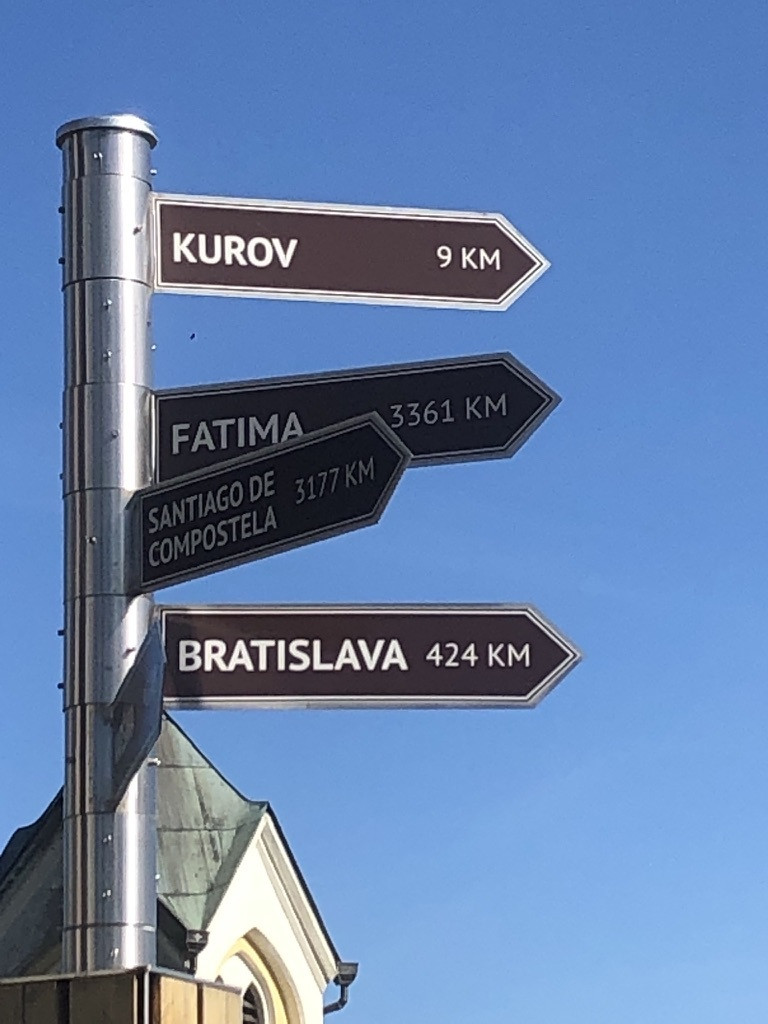 KUROV 9 KM
FATIMA 3361 KM
SANTIAGO DE COMPOSTELA 3177 KM
BRATISLAVA 424 KM